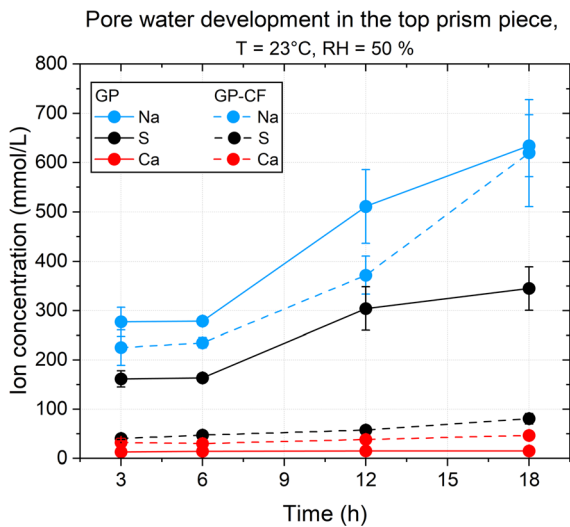 Pore water development in the top prism piece,
T = 23°C, RH = 50 %
Ion concentration (mmol/L)
800
700
600
500
400
300
200
100
0
GP GP-CF
Na Na
S S
Ca Ca
3 6 9 12 15 18
Time (h)